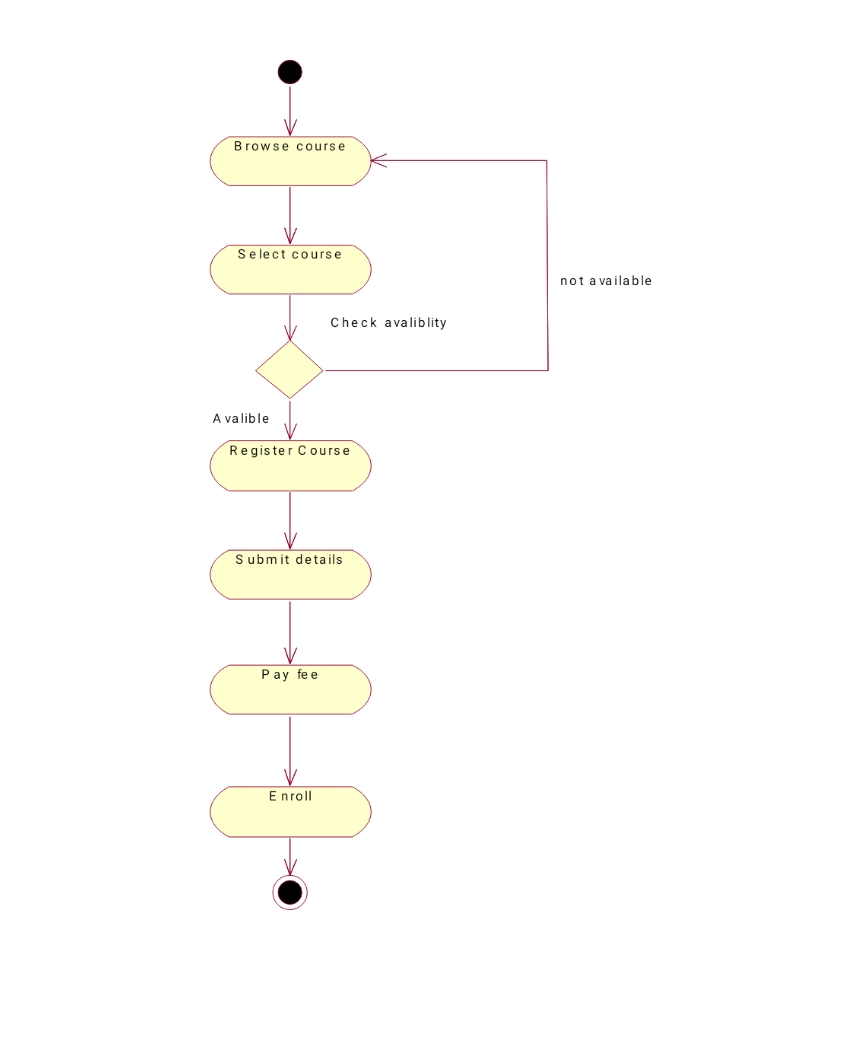 Browse course
Select course
not available
Check avaliblity
Avalible
Register Course
Submit details
Pay fee
Enroll